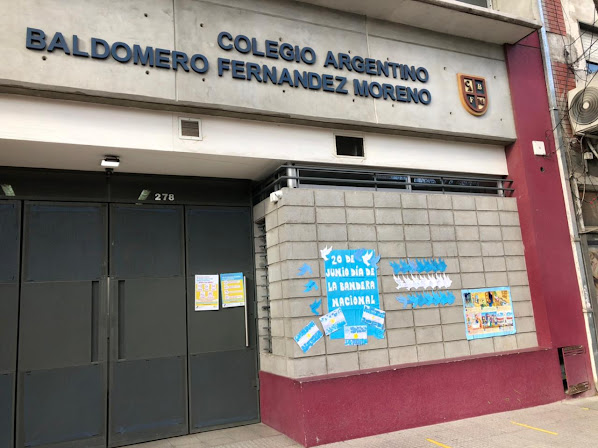 COLEGIO ARGENTINO
BALDOMERO FERNANDEZ MORENO
278
20 DE
JUNIO DÍA DE
LA BANDERA
NACIONAL